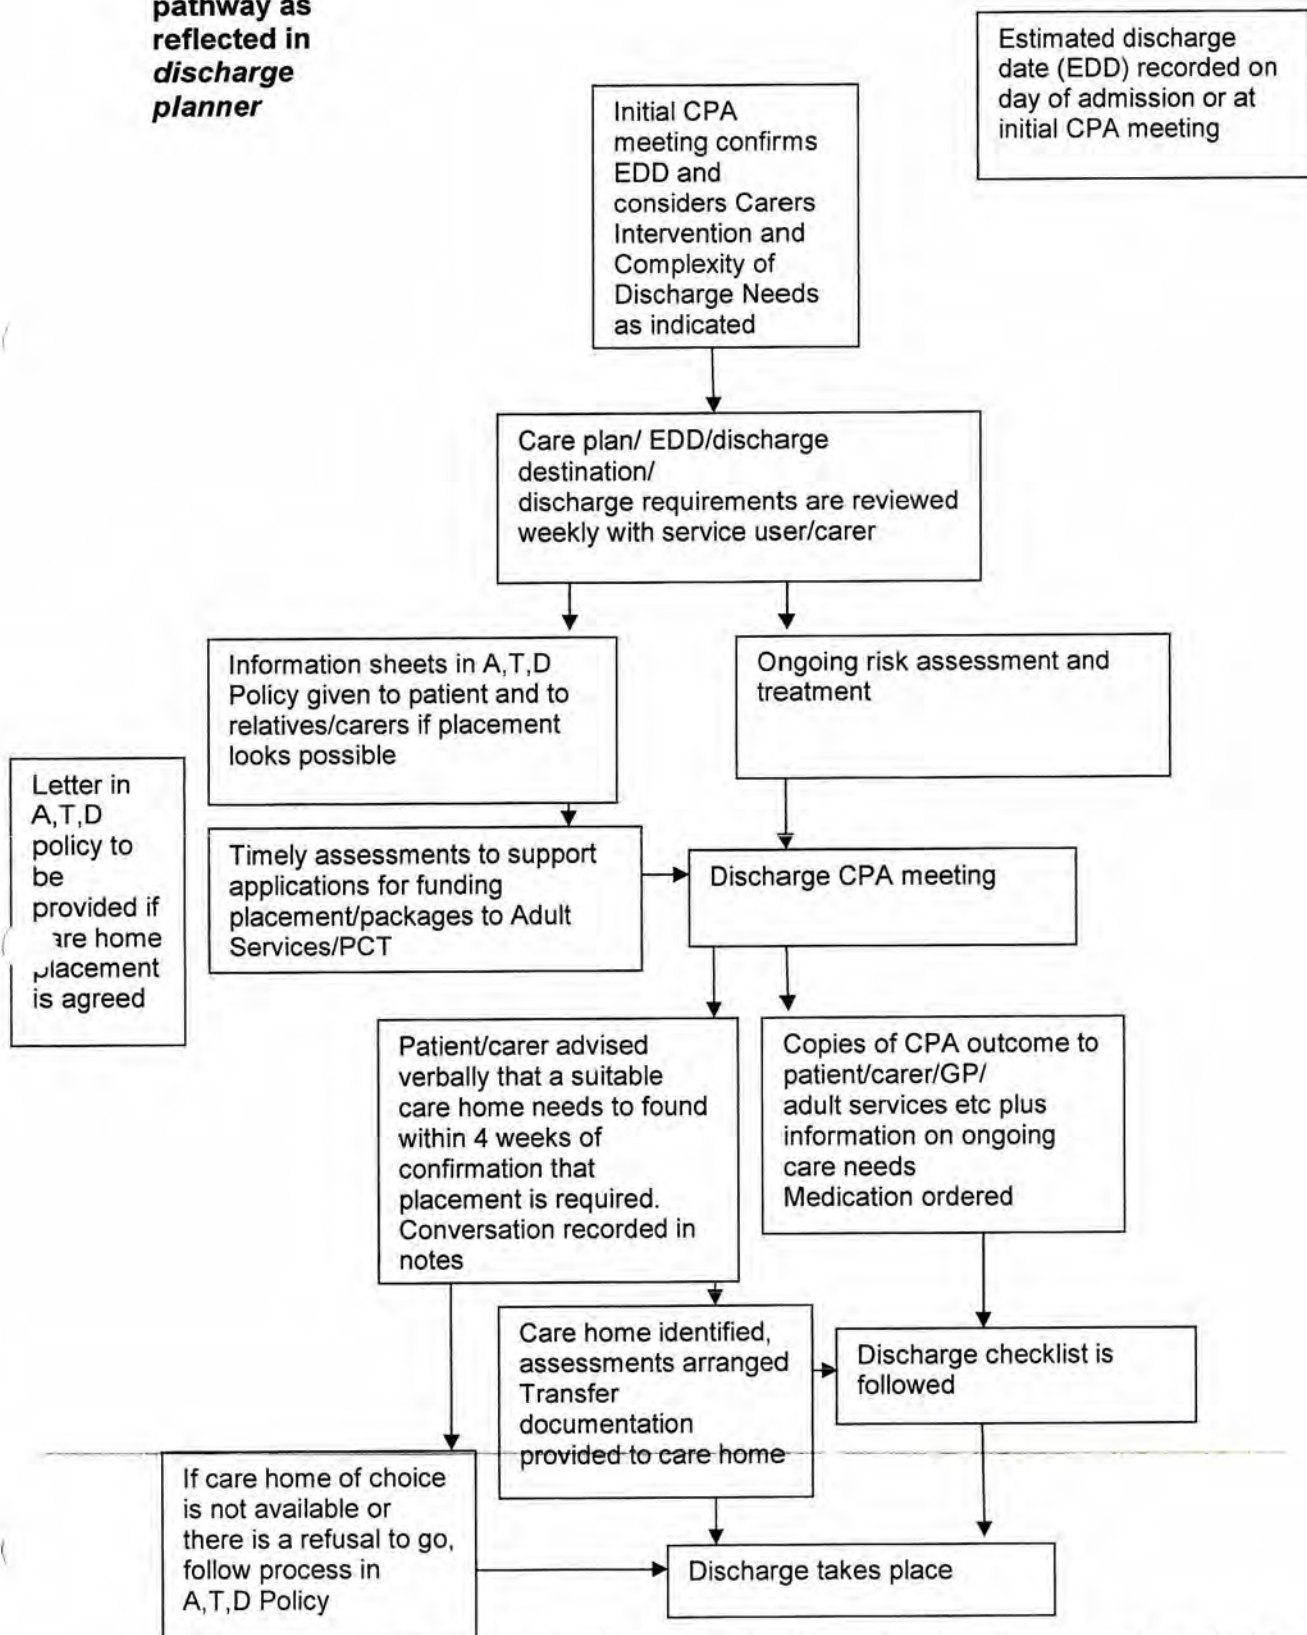 pathway as
reflected in
discharge
planner
Estimated discharge
date (EDD) recorded on
day of admission or at
initial CPA meeting
Initial CPA
meeting confirms
EDD and
considers Carers
Intervention and
Complexity of
Discharge Needs
as indicated
Care plan/ EDD/discharge
destination/
discharge requirements are reviewed
weekly with service user/carer
Information sheets in A,T,D
Policy given to patient and to
relatives/carers if placement
looks possible
Ongoing risk assessment and
treatment
Letter in
A,T,D
policy to
be
provided if
are home
placement
is agreed
Timely assessments to support
applications for funding
placement/packages to Adult
Services/PCT
Discharge CPA meeting
Patient/carer advised
verbally that a suitable
care home needs to found
within 4 weeks of
confirmation that
placement is required.
Conversation recorded in
notes
Copies of CPA outcome to
patient/carer/GP/
adult services etc plus
information on ongoing
care needs
Medication ordered
Care home identified,
assessments arranged
Transfer
documentation
provided to care home
Discharge checklist is
followed
If care home of choice
is not available or
there is a refusal to go,
follow process in
A,T,D Policy
Discharge takes place